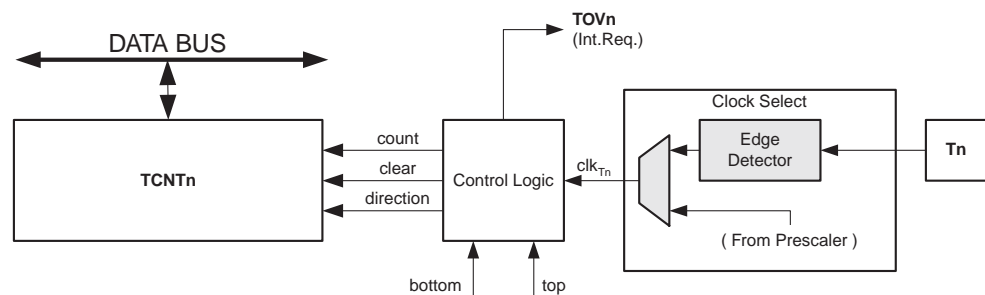 TOVn
(Int.Req.)
DATA BUS
Clock Select
count
Edge
Detector
Tn
TCNTn
clear
Control Logic
clkTn
direction
( From Prescaler )
bottom
top